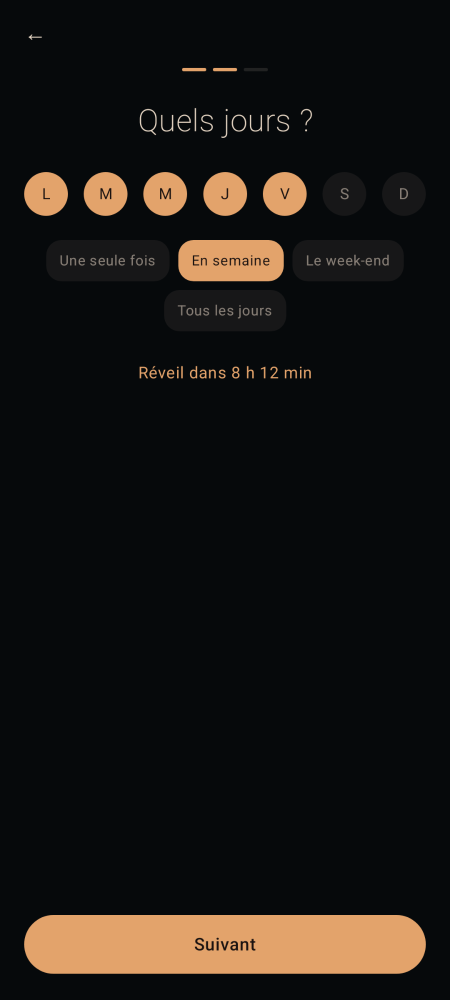 ←
Quels jours ?
L M M J V S D
Une seule fois En semaine Le week-end
Tous les jours
Réveil dans 8 h 12 min
Suivant